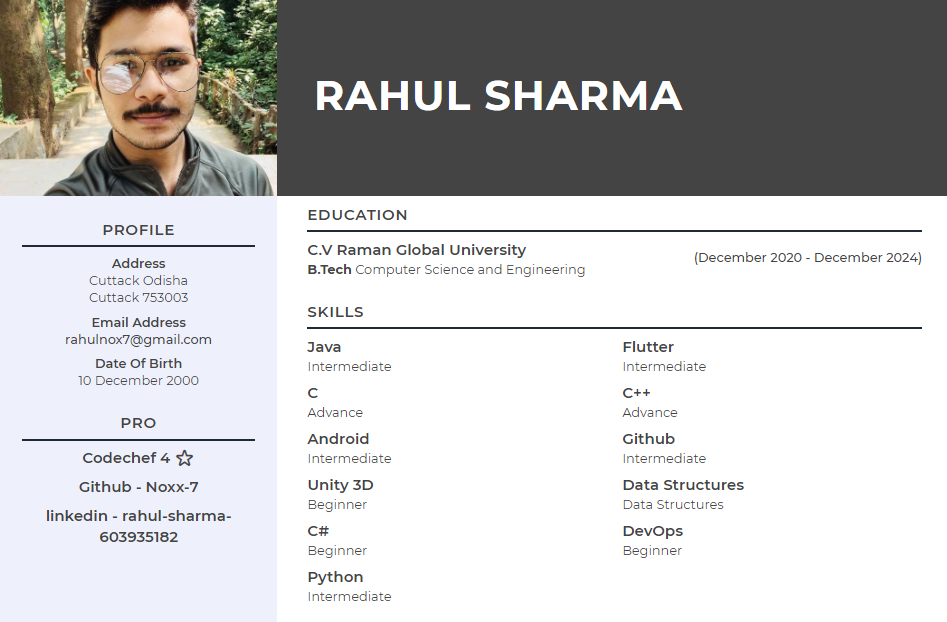 RAHUL SHARMA
PROFILE
Address
Cuttack Odisha
Cuttack 753003
Email Address
rahulnox7@gmail.com
Date Of Birth
10 December 2000
PRO
Codechef 4
Github - Noxx-7
linkedin - rahul-sharma-
603935182
EDUCATION
C.V Raman Global University
B.Tech Computer Science and Engineering
(December 2020 - December 2024)
SKILLS
Java
Intermediate
Flutter
Intermediate
C
Advance
C++
Advance
Android
Intermediate
Github
Intermediate
Unity 3D
Beginner
Data Structures
Data Structures
C#
Beginner
DevOps
Beginner
Python
Intermediate